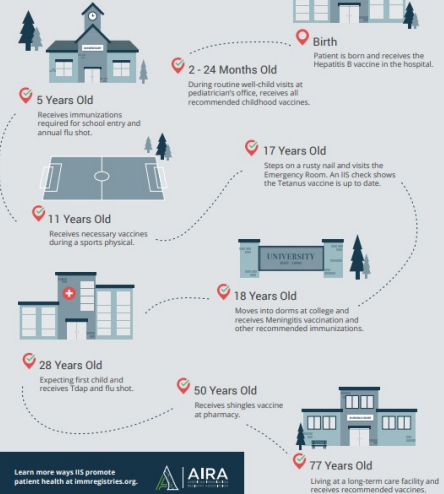 Birth
Patient is born and receives the
Hepatitis B vaccine in the hospital.
2 - 24 Months Old
During routine well-child visits at
pediatrician's office, receives all
recommended childhood vaccines.
5 Years Old
Receives immunizations
required for school entry and
annual flu shot.
11 Years Old
Receives necessary vaccines
during a sports physical.
17 Years Old
Steps on a rusty nail and visits the
Emergency Room. An IIS check shows
the Tetanus vaccine is up to date.
UNIVERSITY
18 Years Old
Moves into dorms at college and
receives Meningitis vaccination and
other recommended immunizations.
28 Years Old
Expecting first child and
receives Tdap and flu shot.
50 Years Old
Receives shingles vaccine
at pharmacy.
77 Years Old
Living at a long-term care facility and
receives recommended vaccines.
Learn more ways IIS promote
patient health at immregistries.org.
AIRA